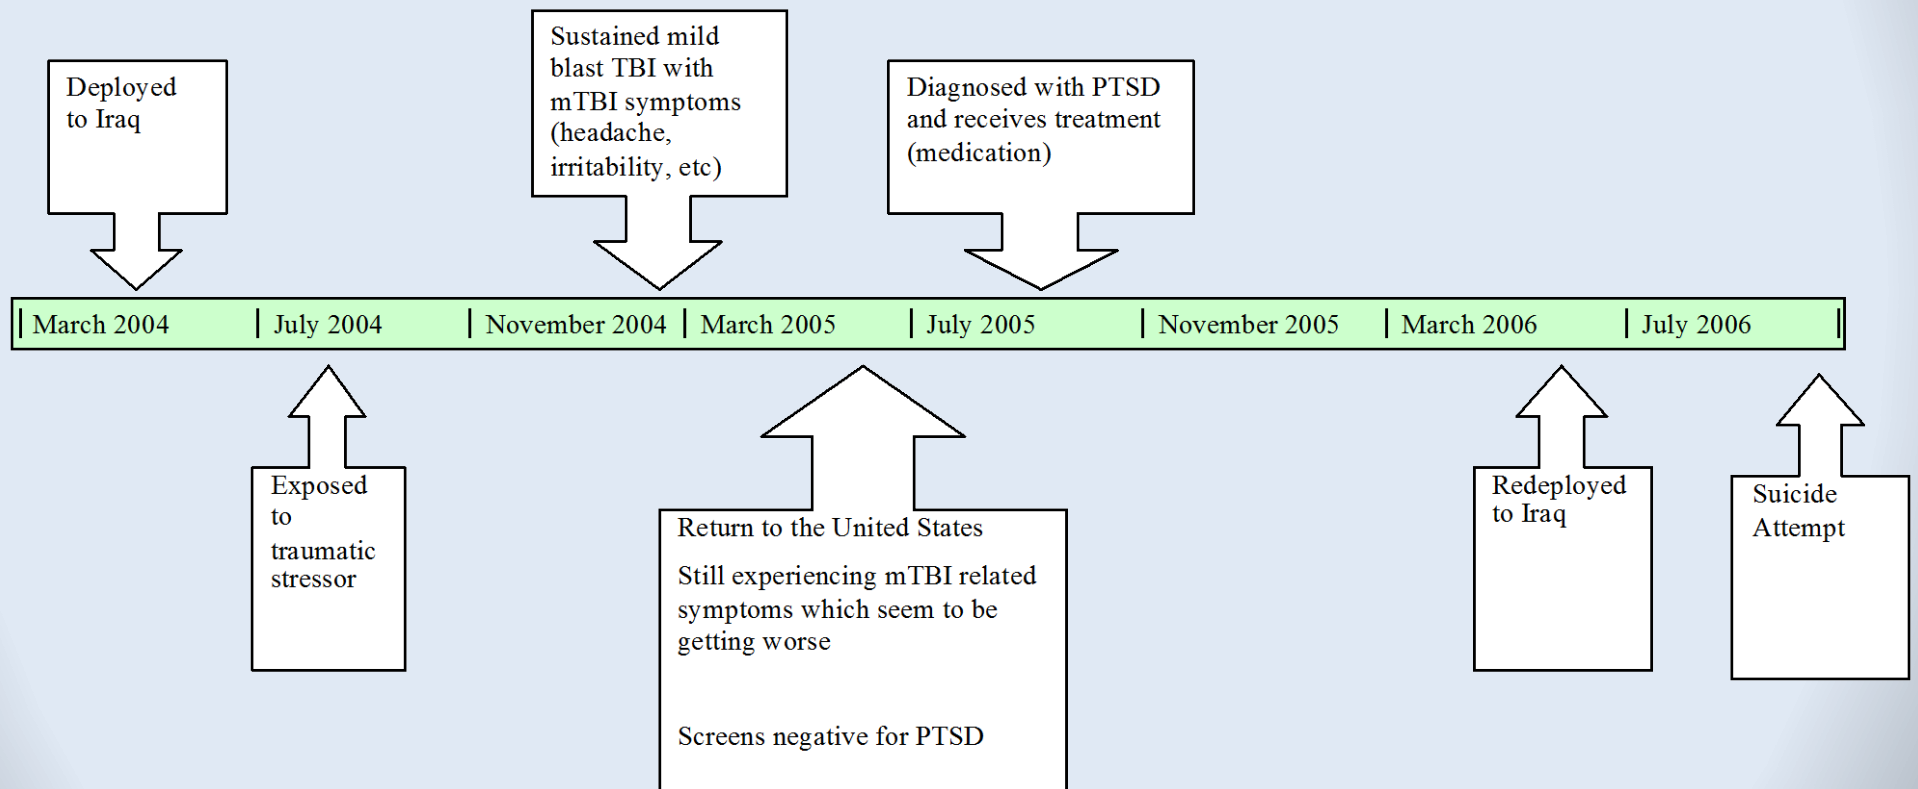 Deployed
to Iraq
Sustained mild
blast TBI with
mTBI symptoms
(headache,
irritability, etc)
Diagnosed with PTSD
and receives treatment
(medication)
March 2004
July 2004
November 2004
March 2005
July 2005
November 2005
March 2006
July 2006
Exposed
to
traumatic
stressor
Return to the United States
Still experiencing mTBI related
symptoms which seem to be
getting worse
Screens negative for PTSD
Redeployed
to Iraq
Suicide
Attempt